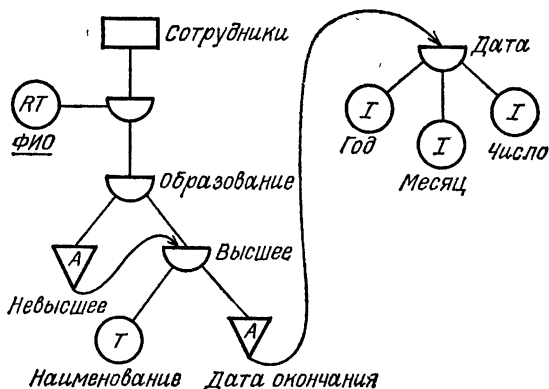 Сотрудники
Дата
RT
ФИО
I
I
I
Год
Месяц
Число
Образование
A
Невысшее
Высшее
T
Наименование
A
Дата окончания